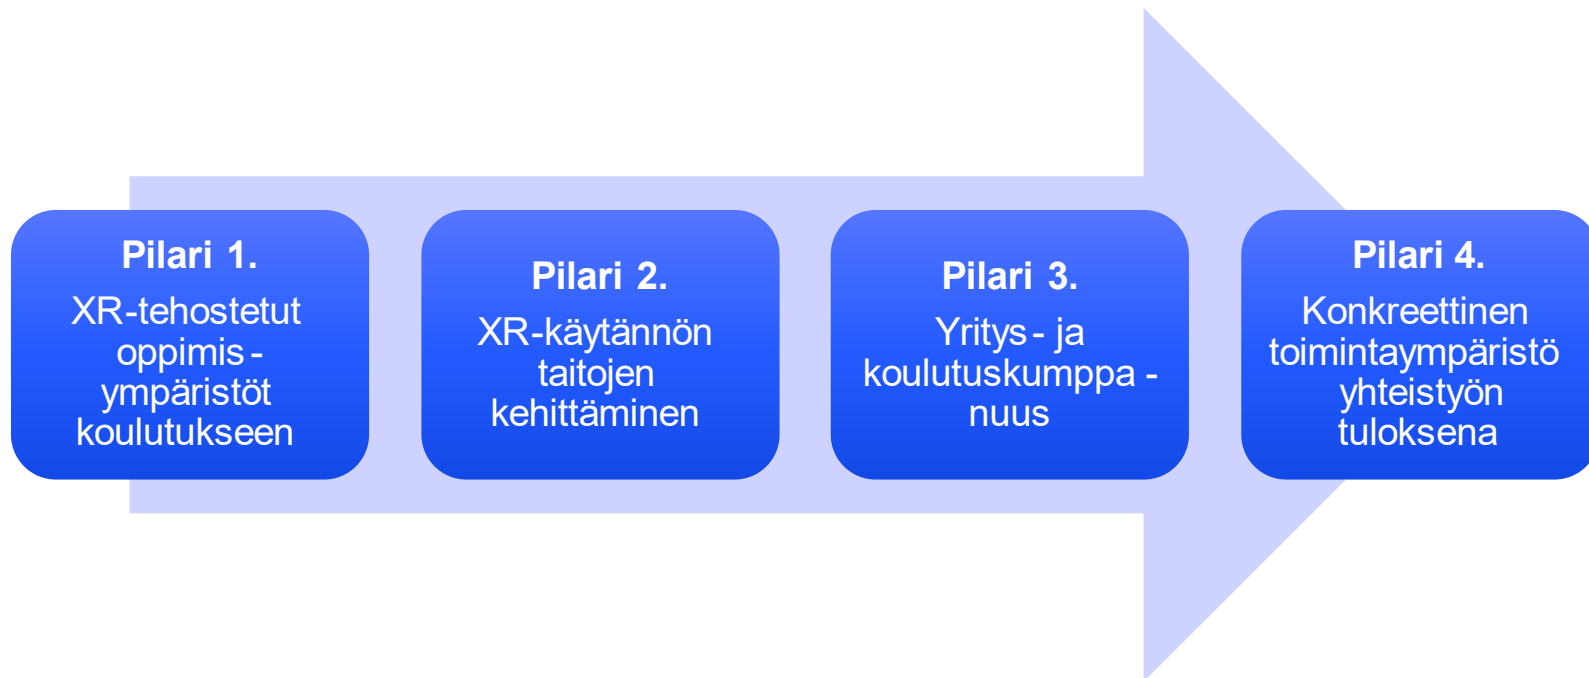 Pilari 1.
XR-tehostetut
oppimis-
ympäristöt
koulutukseen
Pilari 2.
XR-käytännön
taitojen
kehittäminen
Pilari 3.
Yritys- ja
koulutuskumppa-
nuus
Pilari 4.
Konkreettinen
toimintaympäristö
yhteistyön
tuloksena